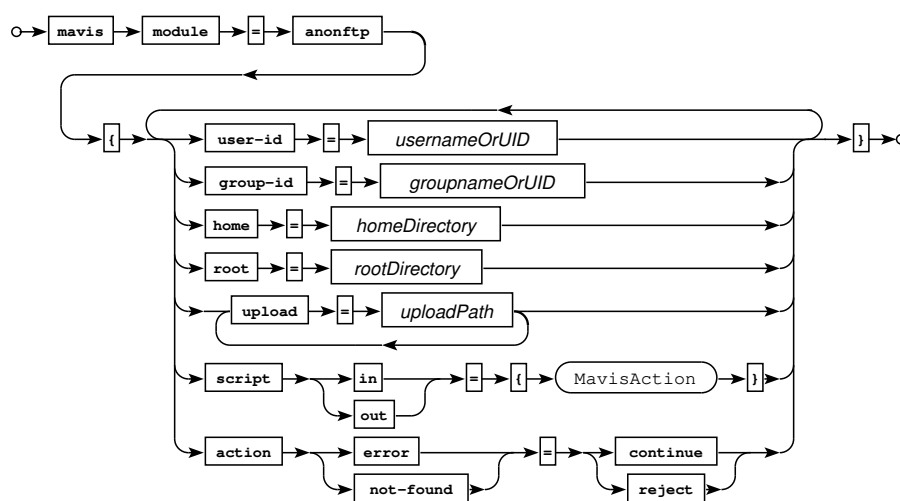 mavis module = anonftp
{ user-id = usernameOrUID }
group-id = groupnameOrUID
home = homeDirectory
root = rootDirectory
upload = uploadPath
script in = { MavisAction }
out
action error = continue
not-found reject